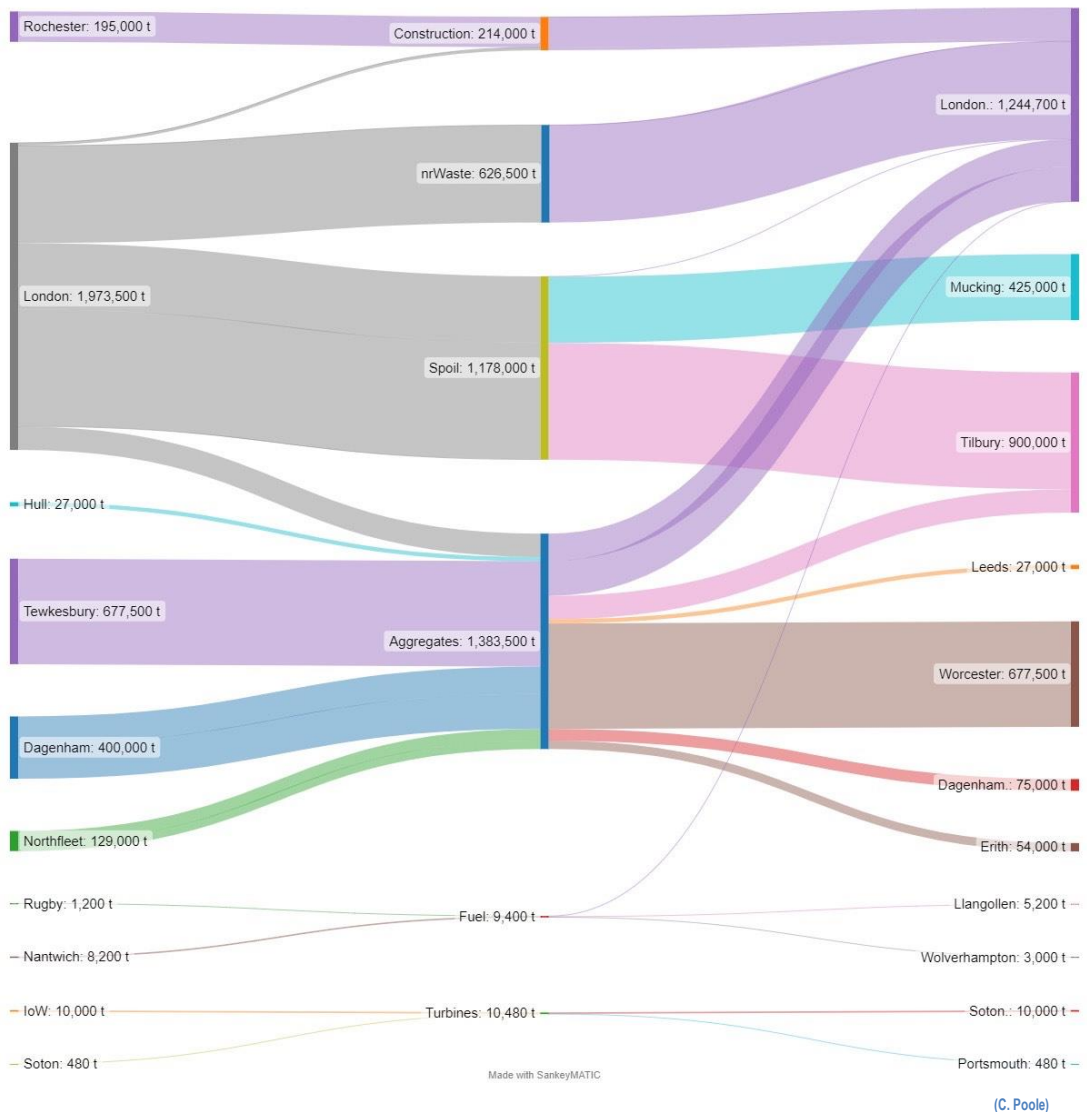 Rochester: 195,000 t
Construction: 214,000 t
London.: 1,244,700 t
nrWaste: 626,500 t
London: 1,973,500 t
Mucking: 425,000 t
Spoil: 1,178,000 t
Tilbury: 900,000 t
Hull: 27,000 t
Leeds: 27,000 t
Tewkesbury: 677,500 t
Aggregates: 1,383,500 t
Worcester: 677,500 t
Dagenham: 400,000 t
Dagenham.: 75,000 t
Northfleet: 129,000 t
Erith: 54,000 t
Rugby: 1,200 t
Fuel: 9,400 t
Llangollen: 5,200 t
Nantwich: 8,200 t
Wolverhampton: 3,000 t
IoW: 10,000 t
Turbines: 10,480 t
Soton.: 10,000 t
Soton: 480 t
Portsmouth: 480 t
Made with SankeyMATIC
(C. Poole)